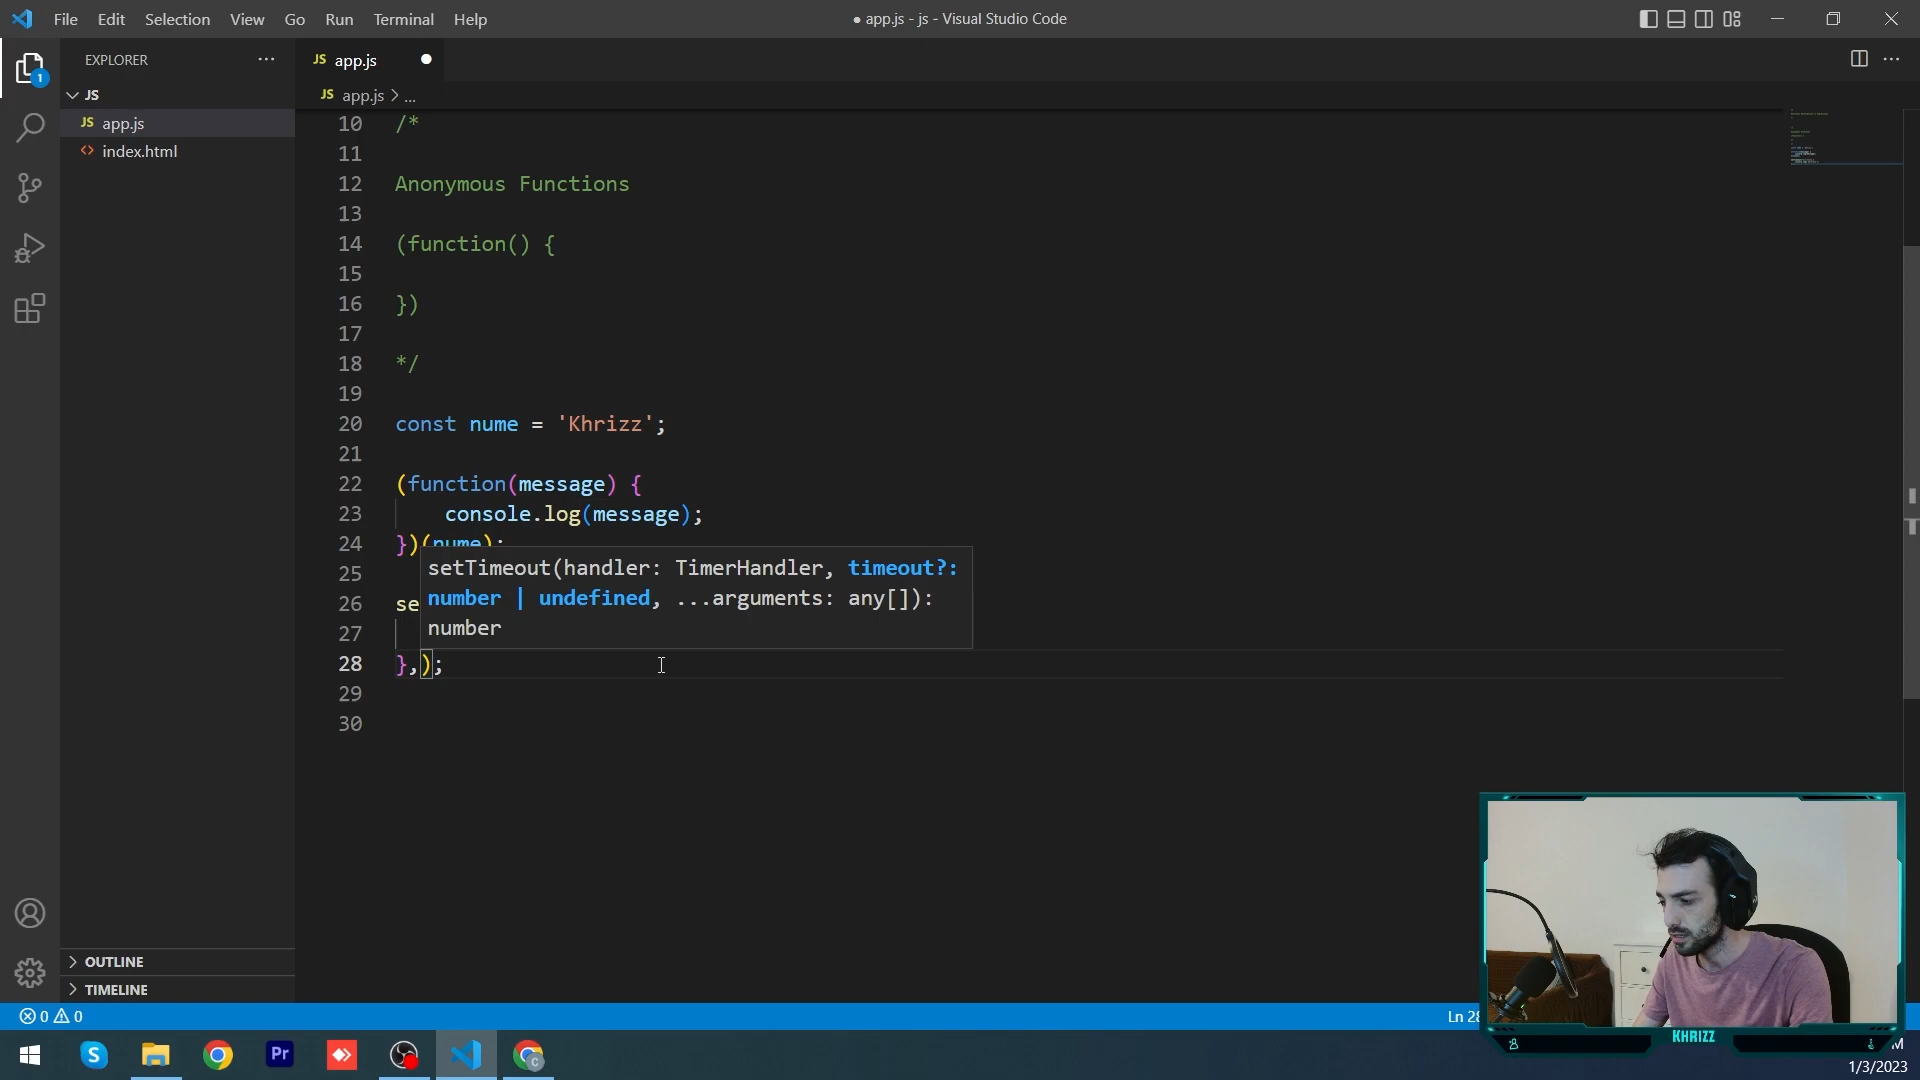 File Edit Selection View Go Run Terminal Help
● app.js - js - Visual Studio Code
EXPLORER
JS app.js
JS
JS app.js
<> index.html
JS app.js > ...
1
10 /*
11
12 Anonymous Functions
13
14 (function() {
15
16 })
17
18 */
19
20 const nume = 'Khrizz';
21
22 (function(message) {
23 console.log(message);
24 })(nume);
25
26 se
27
28 },);
29
30
setTimeout(handler: TimerHandler, timeout?:
number | undefined, ...arguments: any[]):
number
OUTLINE
TIMELINE
0 0
Ln 28
KHRIZZ
M
1/3/2023
S
Pr
C